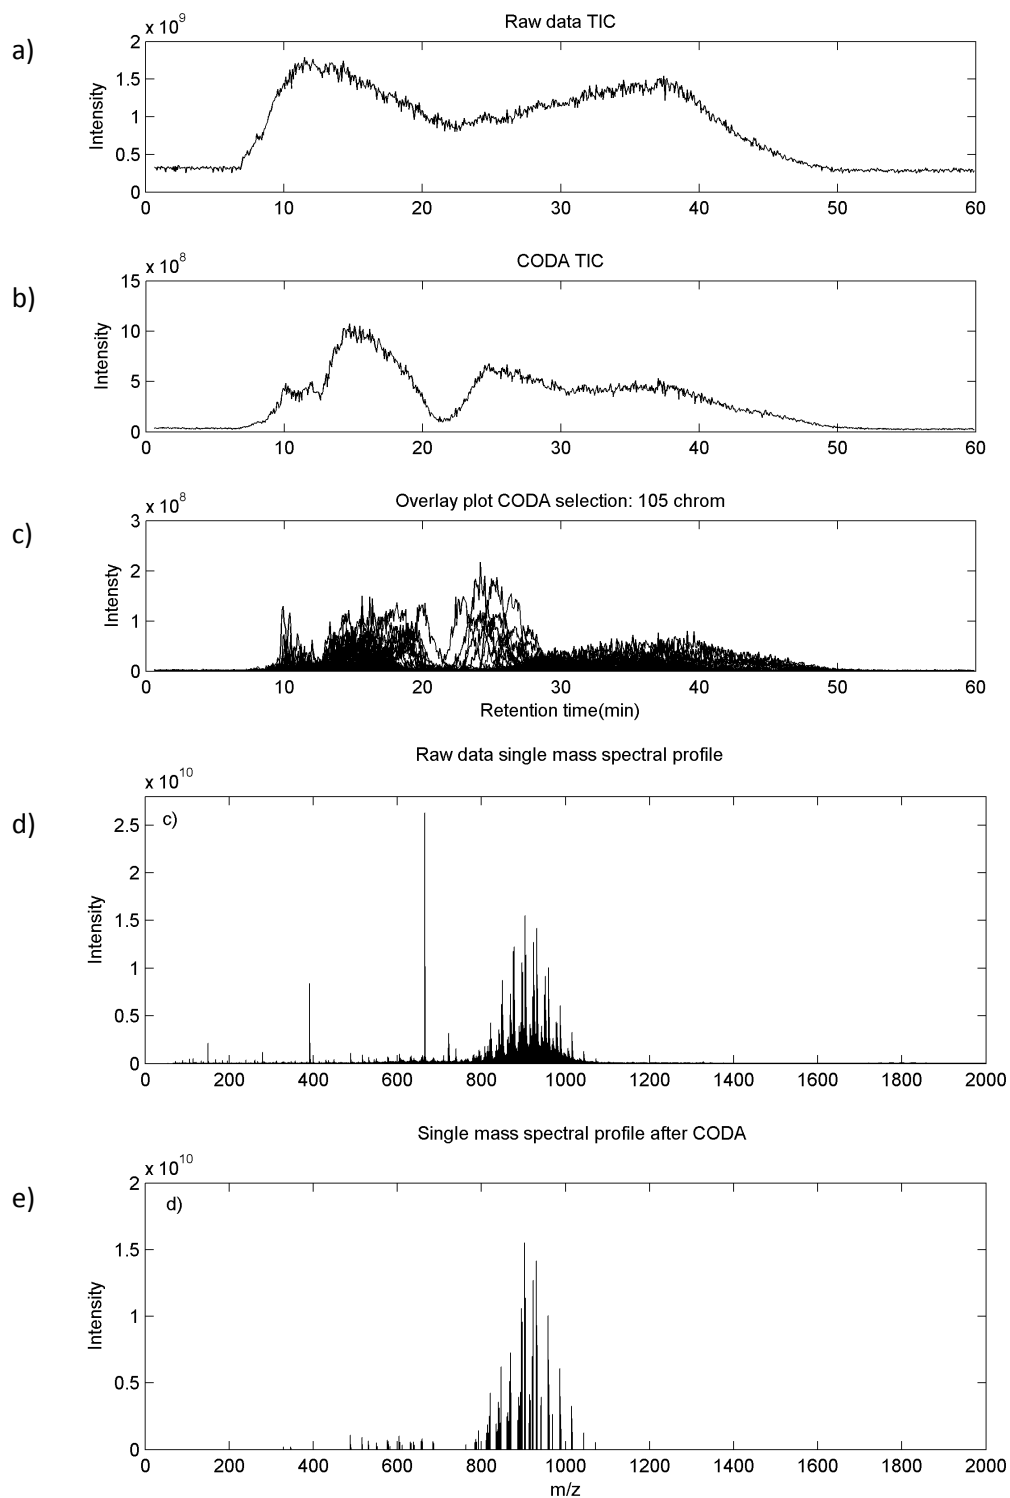 Raw data TIC
a)
x 10^9
2
1.5
1
0.5
0
Intensity
0 10 20 30 40 50 60
CODA TIC
b)
x 10^8
15
10
5
0
Intensity
0 10 20 30 40 50 60
Overlay plot CODA selection: 105 chrom
c)
x 10^8
3
2
1
0
Intensty
0 10 20 30 40 50 60
Retention time(min)
Raw data single mass spectral profile
d)
x 10^10
c)
2.5
2
1.5
1
0.5
0
Intensity
0 200 400 600 800 1000 1200 1400 1600 1800 2000
Single mass spectral profile after CODA
e)
x 10^10
d)
2
1.5
1
0.5
0
Intensity
0 200 400 600 800 1000 1200 1400 1600 1800 2000
m/z